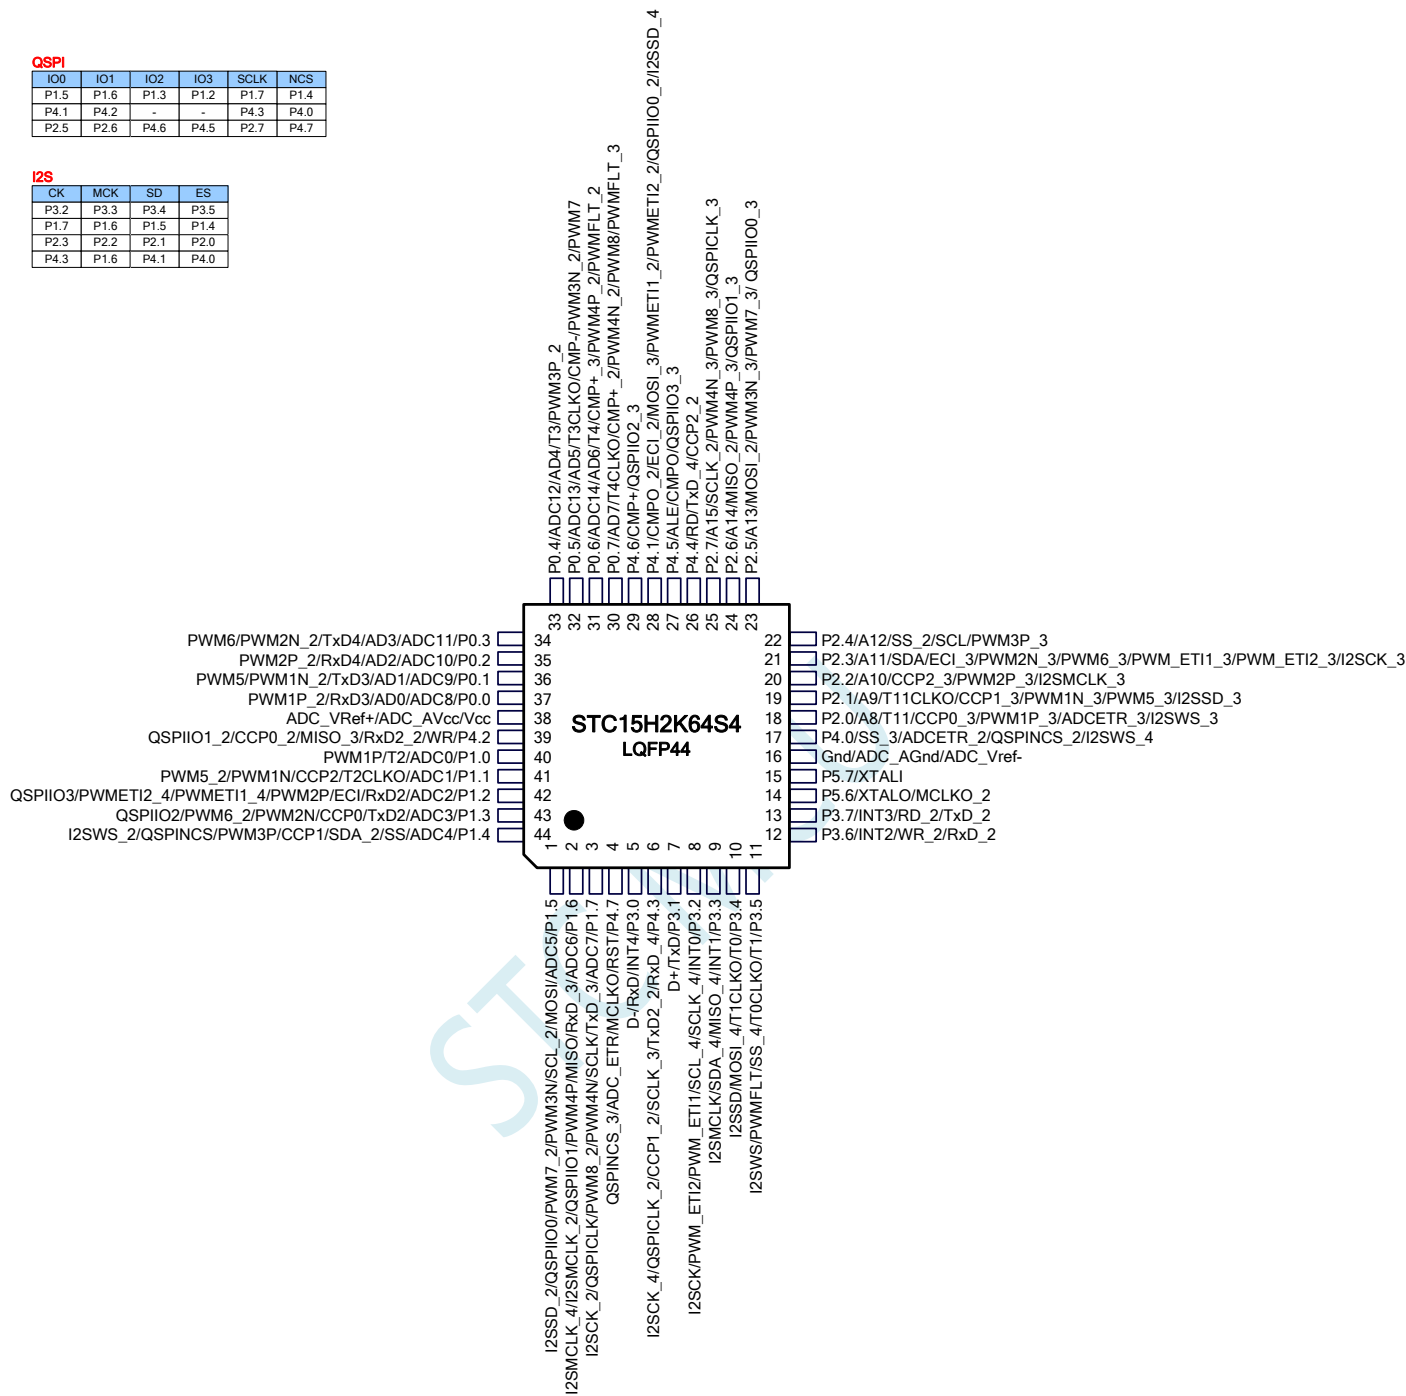 QSPI
IO0 IO1 IO2 IO3 SCLK NCS
P1.5 P1.6 P1.3 P1.2 P1.7 P1.4
P4.1 P4.2 - - P4.3 P4.0
P2.5 P2.6 P4.6 P4.5 P2.7 P4.7
I2S
CK MCK SD ES
P3.2 P3.3 P3.4 P3.5
P1.7 P1.6 P1.5 P1.4
P2.3 P2.2 P2.1 P2.0
P4.3 P1.6 P4.1 P4.0
P0.4/ADC12/AD4/T3/PWM3P_2
P0.5/ADC13/AD5/T3CLKO/CMP-/PWM3N_2/PWM7
P0.6/ADC14/AD6/T4/CMP+_3/PWM4P_2/PWMFLT_2
P0.7/AD7/T4CLKO/CMP+_2/PWM4N_2/PWM8/PWMFLT_3
P4.6/CMP+/QSPIIO2_3
P4.1/CMPO_2/ECI_2/MOSI_3/PWMETI1_2/PWMETI2_2/QSPIIO0_2/I2SSD_4
P4.5/ALE/CMPO/QSPIIO3_3
P4.4/RD/TxD_4/CCP2_2
P2.7/A15/SCLK_2/PWM4N_3/PWM8_3/QSPICLK_3
P2.6/A14/MISO_2/PWM4P_3/QSPIIO1_3
P2.5/A13/MOSI_2/PWM3N_3/PWM7_3/ QSPIIO0_3
33 32 31 30 29 28 27 26 25 24 23
PWM6/PWM2N_2/TxD4/AD3/ADC11/P0.3 34
PWM2P_2/RxD4/AD2/ADC10/P0.2 35
PWM5/PWM1N_2/TxD3/AD1/ADC9/P0.1 36
PWM1P_2/RxD3/AD0/ADC8/P0.0 37
ADC_VRef+/ADC_AVcc/Vcc 38
QSPIIO1_2/CCP0_2/MISO_3/RxD2_2/WR/P4.2 39
PWM1P/T2/ADC0/P1.0 40
PWM5_2/PWM1N/CCP2/T2CLKO/ADC1/P1.1 41
QSPIIO3/PWMETI2_4/PWMETI1_4/PWM2P/ECI/RxD2/ADC2/P1.2 42
QSPIIO2/PWM6_2/PWM2N/CCP0/TxD2/ADC3/P1.3 43
I2SWS_2/QSPINCS/PWM3P/CCP1/SDA_2/SS/ADC4/P1.4 44
STC15H2K64S4
LQFP44
22 P2.4/A12/SS_2/SCL/PWM3P_3
21 P2.3/A11/SDA/ECI_3/PWM2N_3/PWM6_3/PWM_ETI1_3/PWM_ETI2_3/I2SCK_3
20 P2.2/A10/CCP2_3/PWM2P_3/I2SMCLK_3
19 P2.1/A9/T11CLKO/CCP1_3/PWM1N_3/PWM5_3/I2SSD_3
18 P2.0/A8/T11/CCP0_3/PWM1P_3/ADCETR_3/I2SWS_3
17 P4.0/SS_3/ADCETR_2/QSPINCS_2/I2SWS_4
16 Gnd/ADC_AGnd/ADC_Vref-
15 P5.7/XTALI
14 P5.6/XTALO/MCLKO_2
13 P3.7/INT3/RD_2/TxD_2
12 P3.6/INT2/WR_2/RxD_2
1 2 3 4 5 6 7 8 9 10 11
I2SSD_2/QSPIIO0/PWM7_2/PWM3N/SCL_2/MOSI/ADC5/P1.5
I2SMCLK_4/I2SMCLK_2/QSPIIO1/PWM4P/MISO/RxD_3/ADC6/P1.6
I2SCK_2/QSPICLK/PWM8_2/PWM4N/SCLK/TxD_3/ADC7/P1.7
QSPINCS_3/ADC_ETR/MCLKO/RST/P4.7
D-/RxD/INT4/P3.0
I2SCK_4/QSPICLK_2/CCP1_2/SCLK_3/TxD2_2/RxD_4/P4.3
D+/TxD/P3.1
I2SCK/PWM_ETI2/PWM_ETI1/SCL_4/SCLK_4/INT0/P3.2
I2SMCLK/SDA_4/MISO_4/INT1/P3.3
I2SSD/MOSI_4/T1CLKO/T0/P3.4
I2SWS/PWMFLT/SS_4/T0CLKO/T1/P3.5
STCMCU